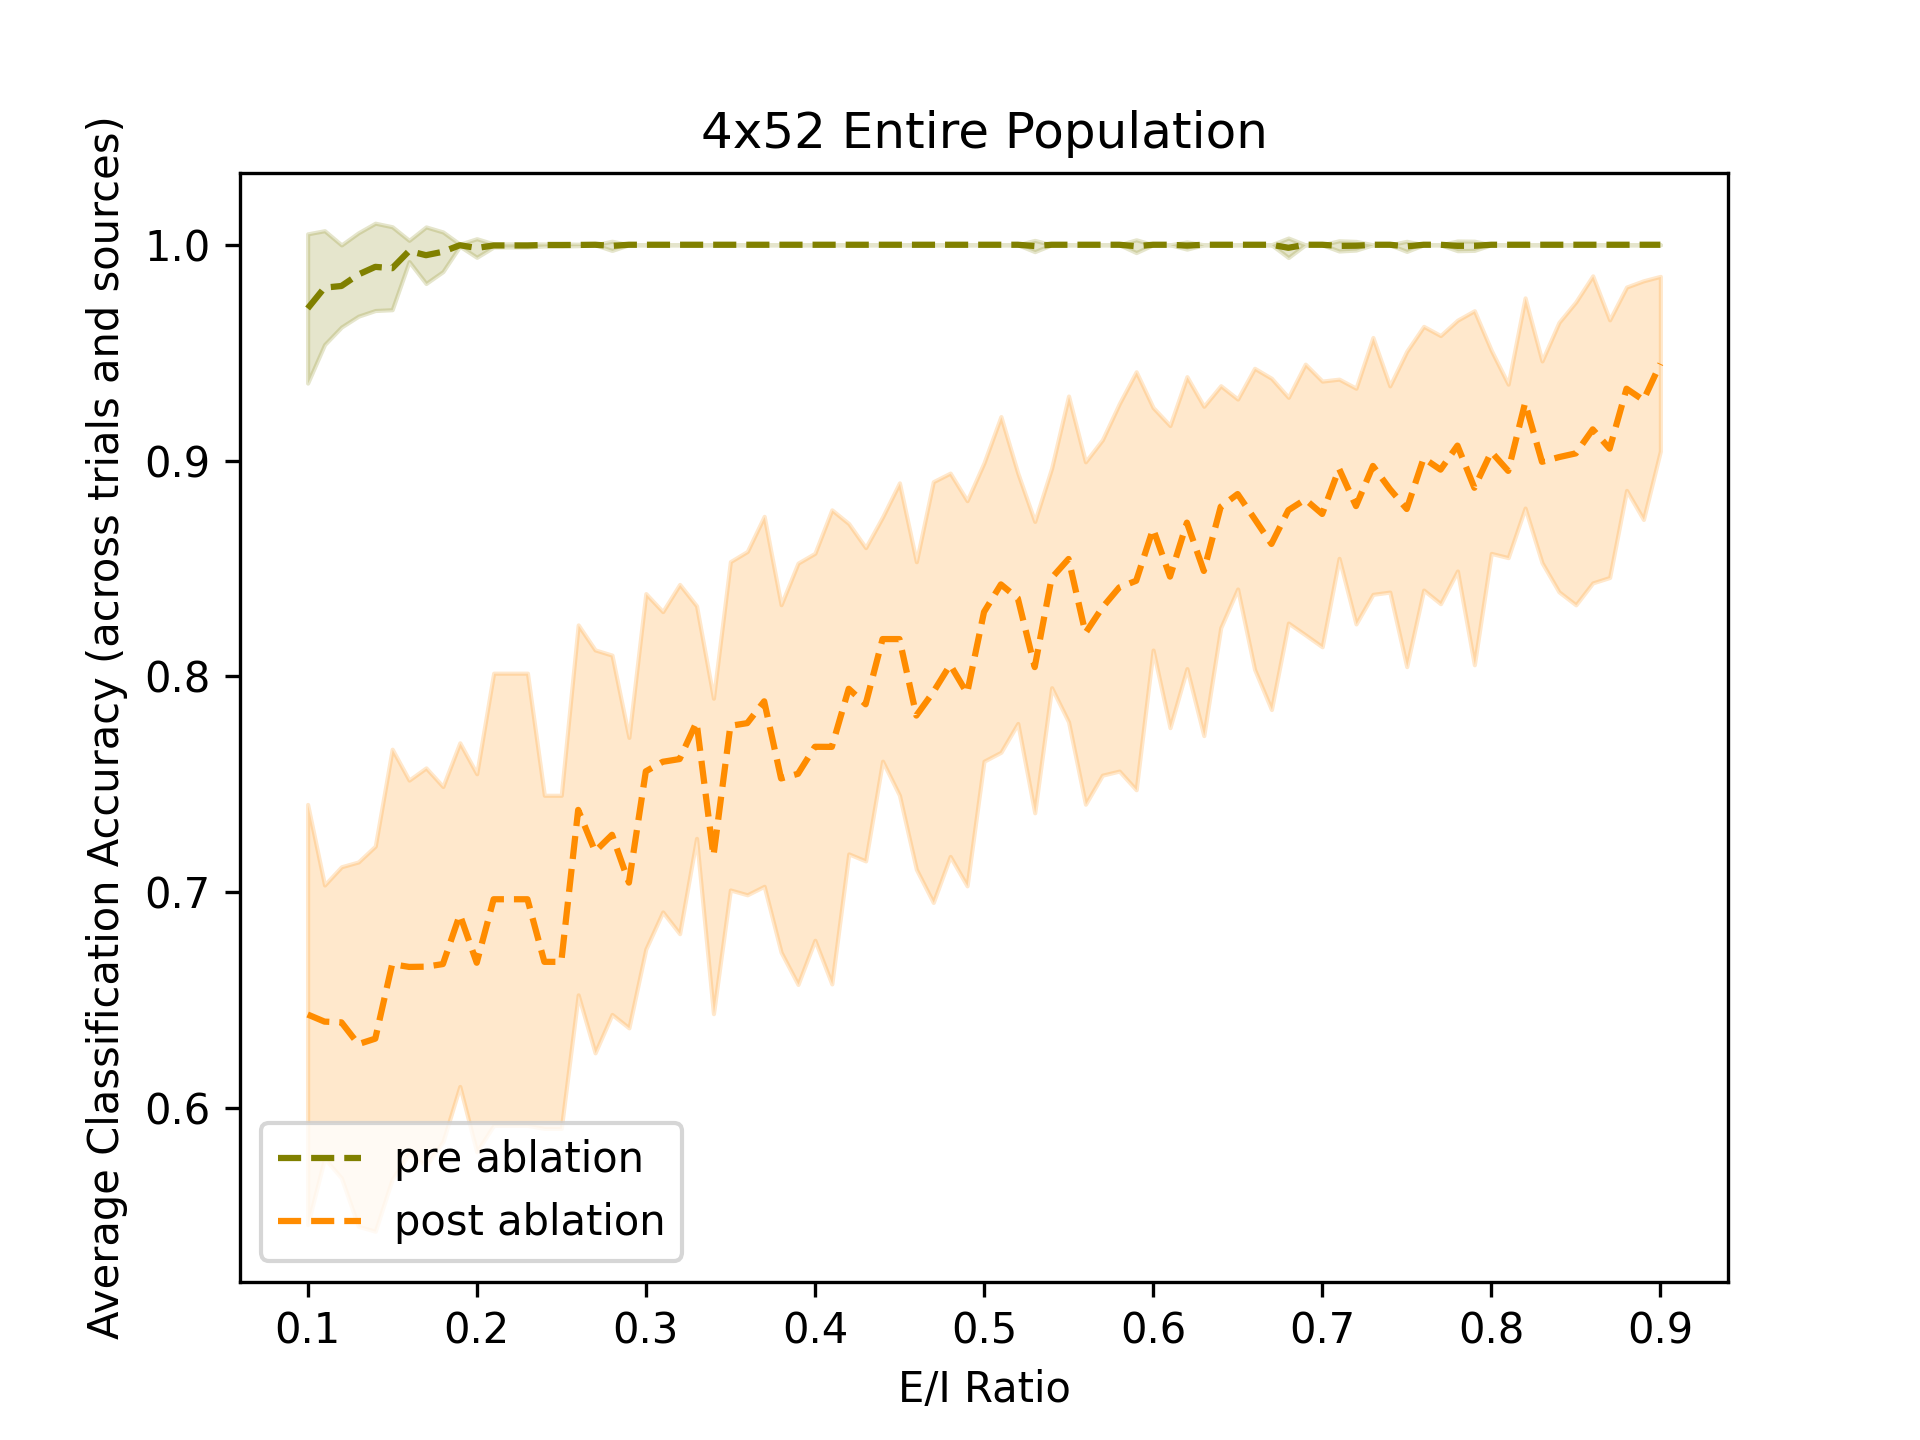 4x52 Entire Population
Average Classification Accuracy (across trials and sources)
1.0
0.9
0.8
0.7
0.6
pre ablation
post ablation
0.1 0.2 0.3 0.4 0.5 0.6 0.7 0.8 0.9
E/I Ratio